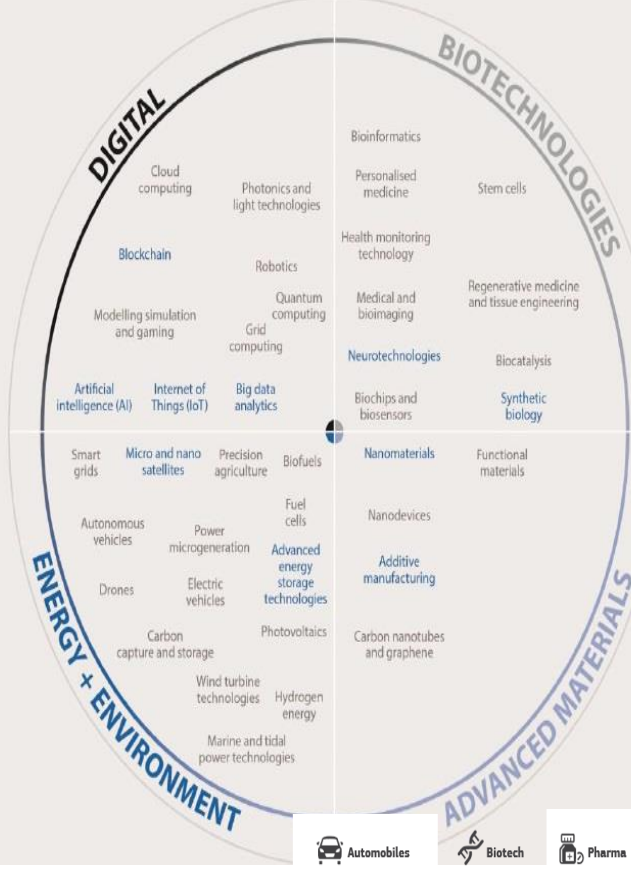 DIGITAL
BIOTECHNOLOGIES
Cloud
computing
Photonics and
light technologies
Blockchain
Robotics
Quantum
computing
Modelling simulation
and gaming
Grid
computing
Artificial
intelligence (AI)
Internet of
Things (IoT)
Big data
analytics
Bioinformatics
Personalised
medicine
Stem cells
Health monitoring
technology
Medical and
bioimaging
Regenerative medicine
and tissue engineering
Neurotechnologies
Biocatalysis
Biochips and
biosensors
Synthetic
biology
Smart
grids
Micro and nano
satellites
Precision
agriculture
Biofuels
Fuel
cells
Autonomous
vehicles
Power
microgeneration
Advanced
energy
storage
technologies
Drones
Electric
vehicles
Carbon
capture and storage
Photovoltaics
Wind turbine
technologies
Hydrogen
energy
Marine and tidal
power technologies
Nanomaterials
Functional
materials
Nanodevices
Additive
manufacturing
Carbon nanotubes
and graphene
ENERGY + ENVIRONMENT
ADVANCED MATERIALS
Automobiles
Biotech
Pharma